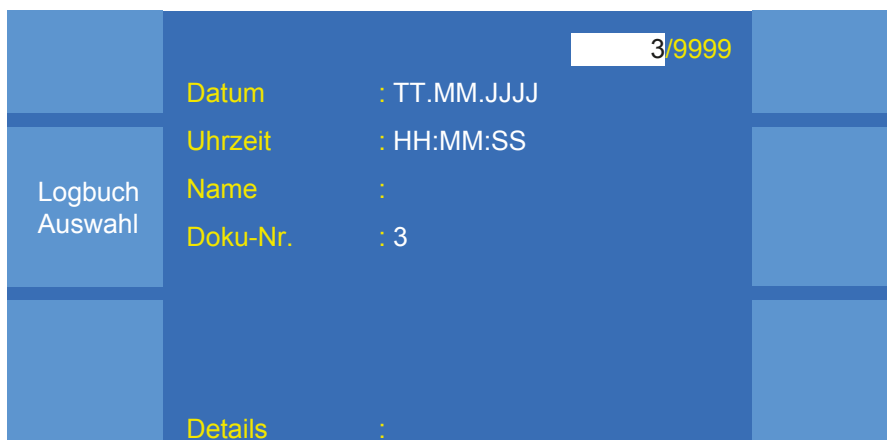 3/9999
Datum : TT.MM.JJJJ
Uhrzeit : HH:MM:SS
Logbuch
Auswahl
Name :
Doku-Nr. : 3
Details :